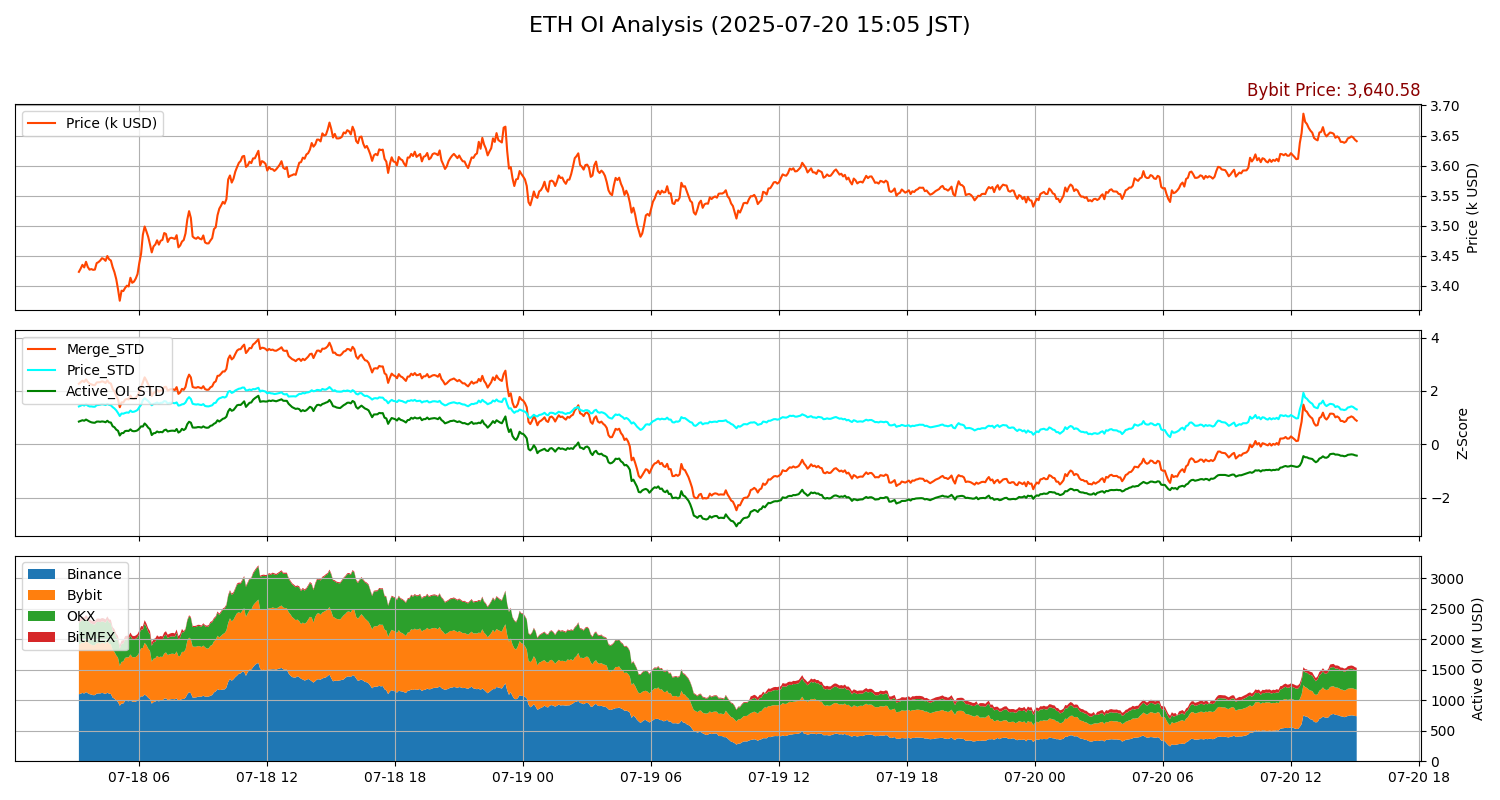 ETH OI Analysis (2025-07-20 15:05 JST)
Bybit Price: 3,640.58
Price (k USD)
3.70
3.65
3.60
3.55
3.50
3.45
3.40
Price (k USD)
Merge_STD
Price_STD
Active_OI_STD
4
2
0
−2
Z-Score
Binance
Bybit
OKX
BitMEX
3000
2500
2000
1500
1000
500
0
Active OI (M USD)
07-18 06 07-18 12 07-18 18 07-19 00 07-19 06 07-19 12 07-19 18 07-20 00 07-20 06 07-20 12 07-20 18